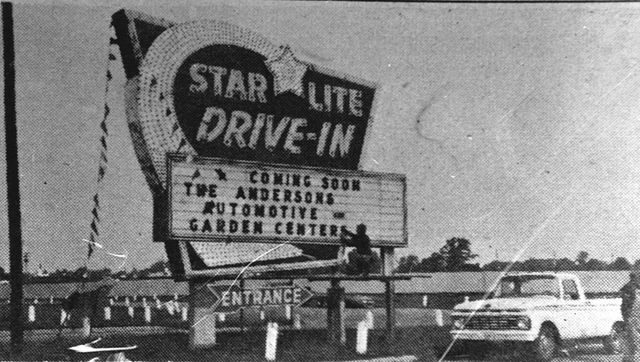 STAR LITE
DRIVE-IN
COMING SOON
THE ANDERSONS
AUTOMOTIVE
GARDEN CENTERS
ENTRANCE